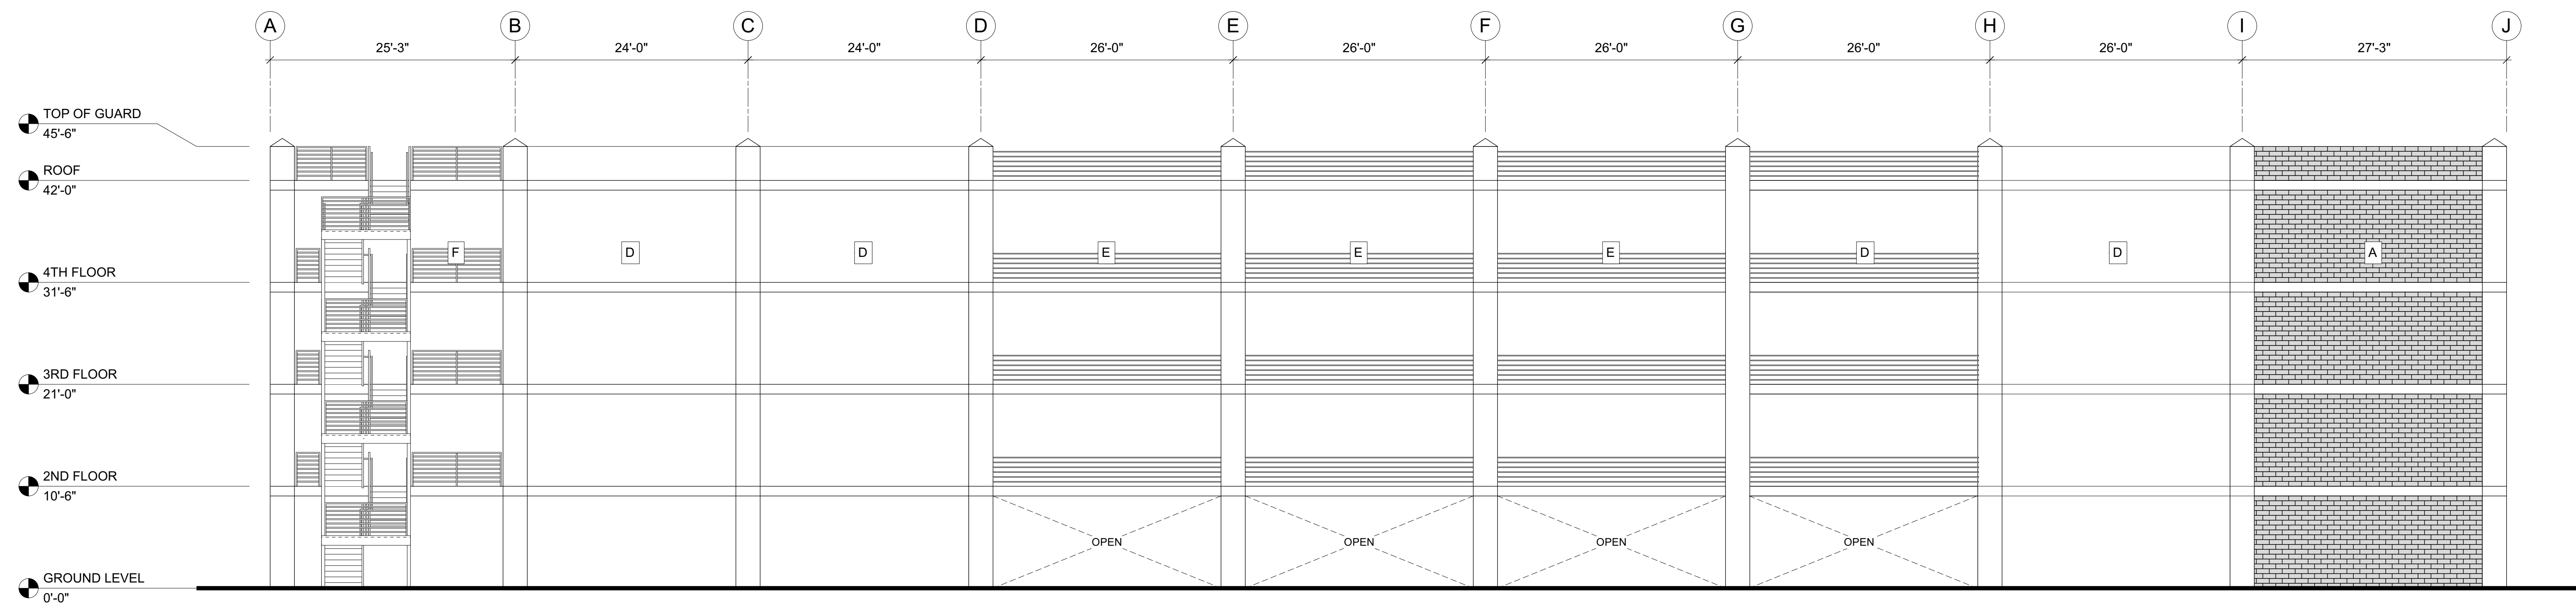 A B C D E F G H I J
25'-3" 24'-0" 24'-0" 26'-0" 26'-0" 26'-0" 26'-0" 26'-0" 27'-3"
TOP OF GUARD
45'-6"
ROOF
42'-0"
F D D E E E D D A
4TH FLOOR
31'-6"
3RD FLOOR
21'-0"
2ND FLOOR
10'-6"
OPEN OPEN OPEN OPEN
GROUND LEVEL
0'-0"